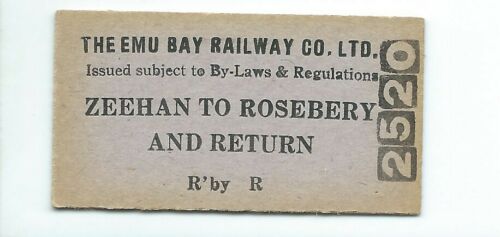 THE EMU BAY RAILWAY CO. LTD.
Issued subject to By-Laws & Regulations
ZEEHAN TO ROSEBERY
AND RETURN
R'by R
2520